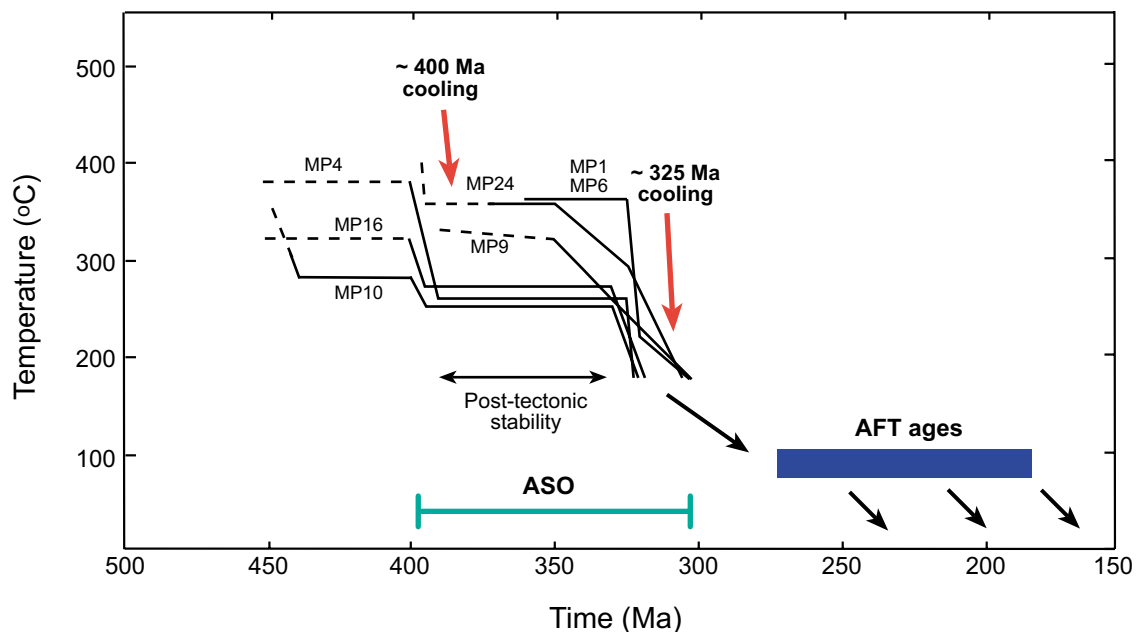 500
400
300
200
100
Temperature (oC)
~ 400 Ma
cooling
MP4
MP24
MP1
MP6
~ 325 Ma
cooling
MP16
MP9
MP10
Post-tectonic
stability
AFT ages
ASO
500
450
400
350
300
250
200
150
Time (Ma)